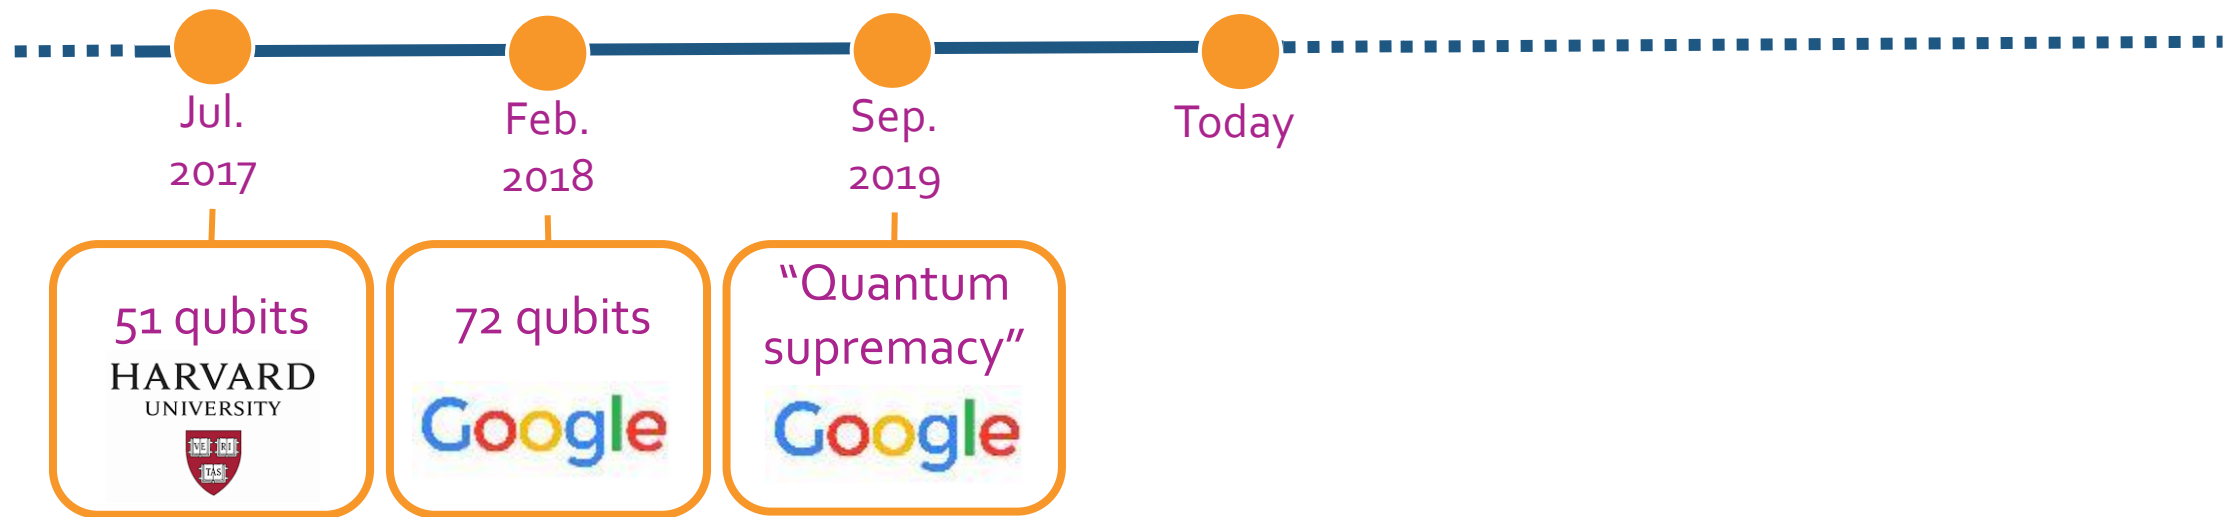 Jul.
2017
Feb.
2018
Sep.
2019
Today
51 qubits
HARVARD
UNIVERSITY
VE RI
TAS
72 qubits
Google
“Quantum
supremacy”
Google